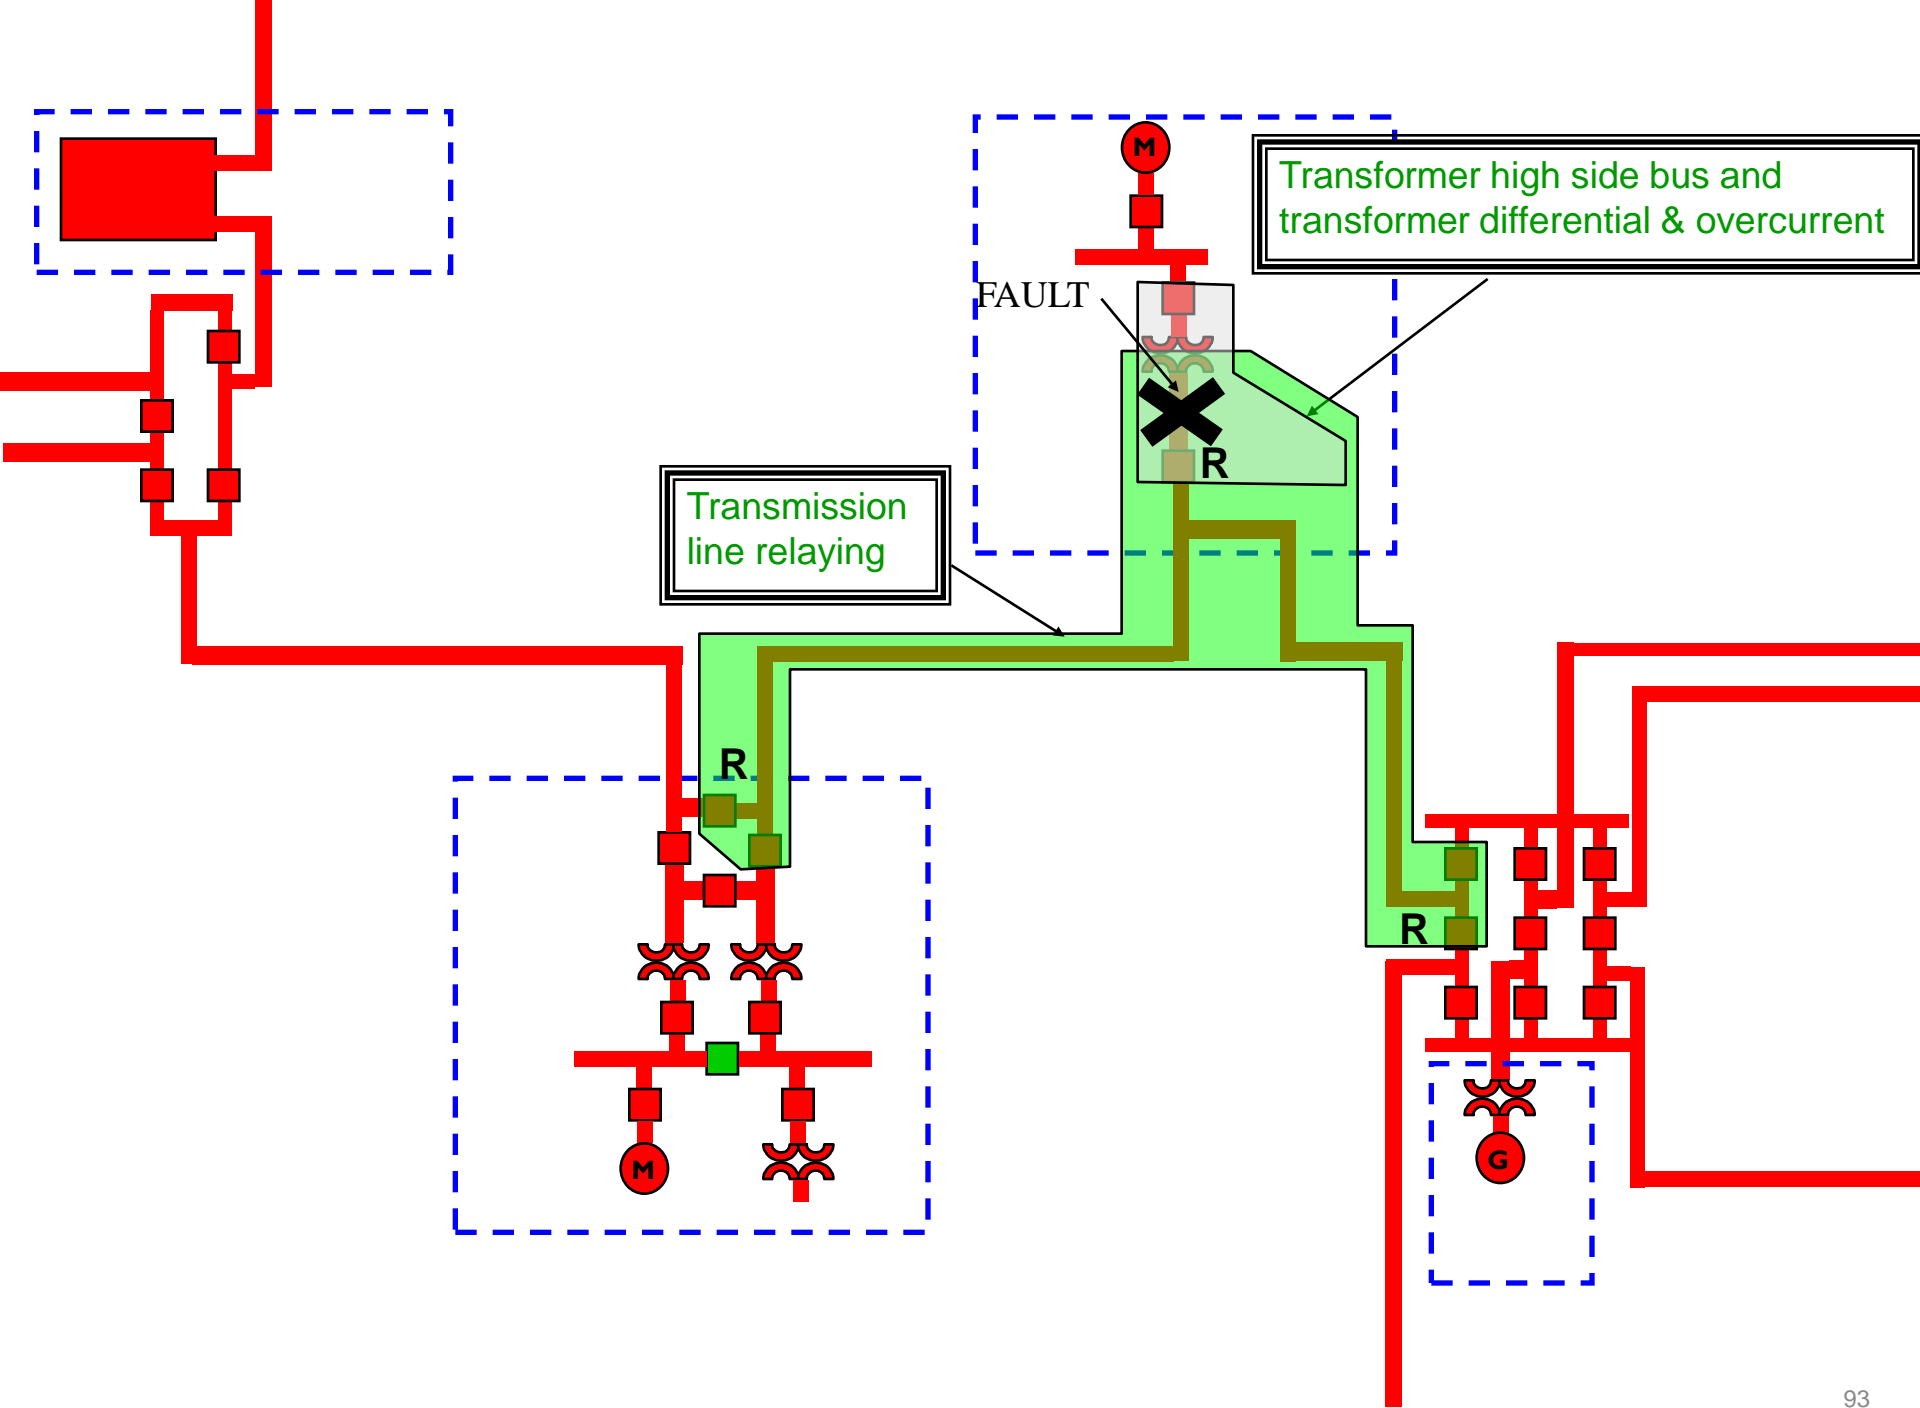 M
Transformer high side bus and
transformer differential & overcurrent
FAULT
R
Transmission
line relaying
R
R
M
G
93